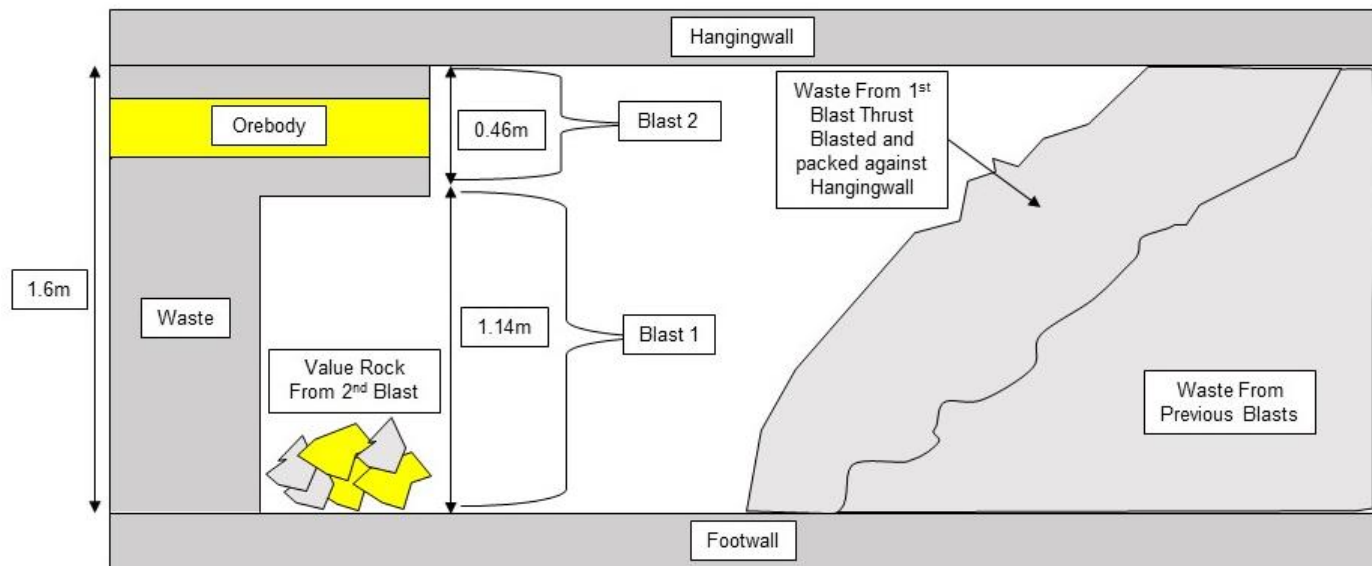 Hangingwall
Orebody
0.46m
Blast 2
Waste From 1st
Blast Thrust
Blasted and
packed against
Hangingwall
1.6m
Waste
1.14m
Blast 1
Value Rock
From 2nd Blast
Waste From
Previous Blasts
Footwall